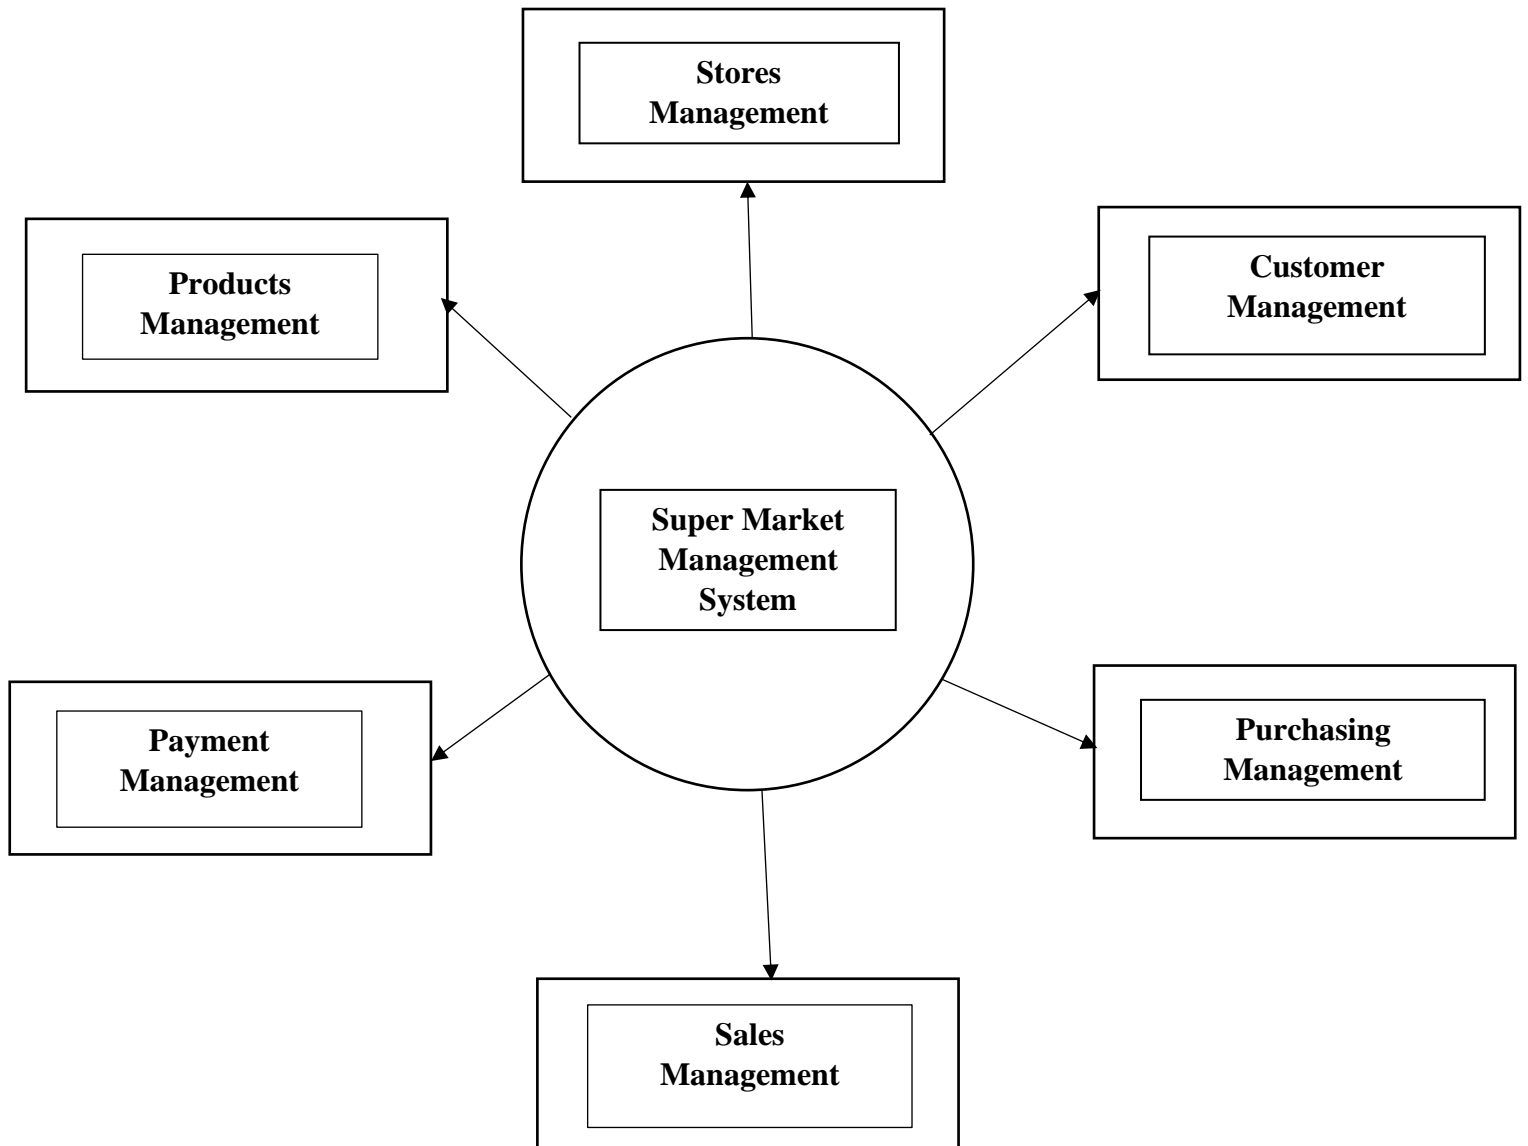 Stores
Management
Products
Management
Customer
Management
Super Market
Management
System
Payment
Management
Purchasing
Management
Sales
Management